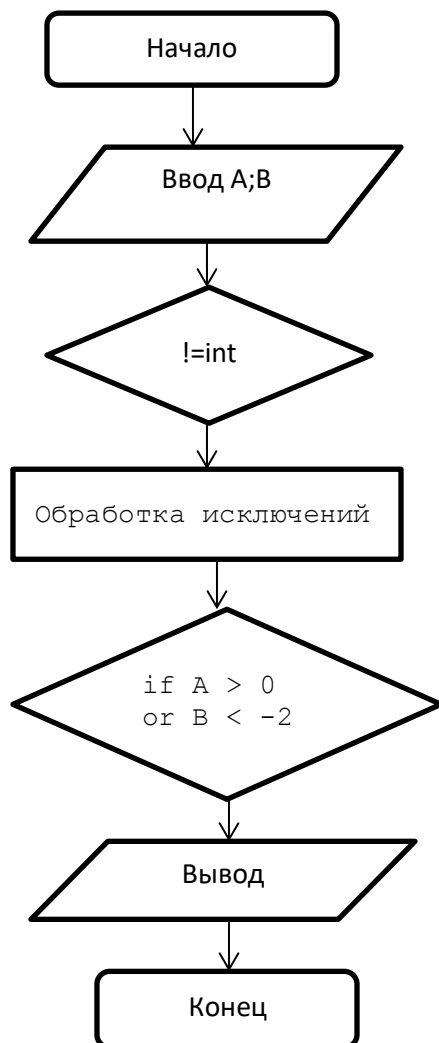 Начало
Ввод A;B
!=int
Обработка исключений
if A > 0
or B < -2
Вывод
Конец